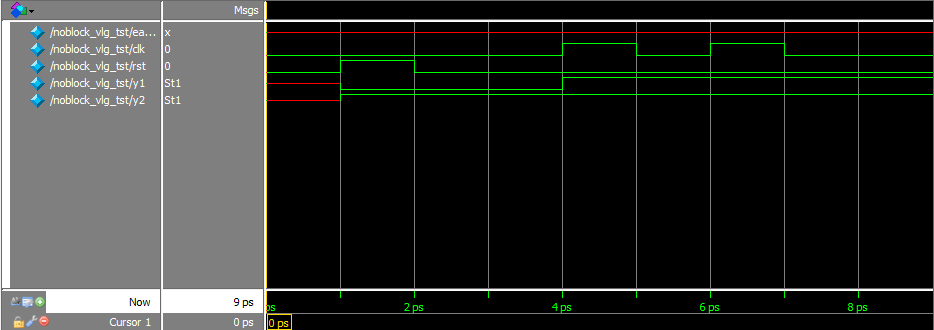 Msgs
/noblock_vlg_tst/ea... x
/noblock_vlg_tst/clk 0
/noblock_vlg_tst/rst 0
/noblock_vlg_tst/y1 St1
/noblock_vlg_tst/y2 St1
Now 9 ps ps 2 ps 4 ps 6 ps 8 ps
Cursor 1 0 ps 0 ps